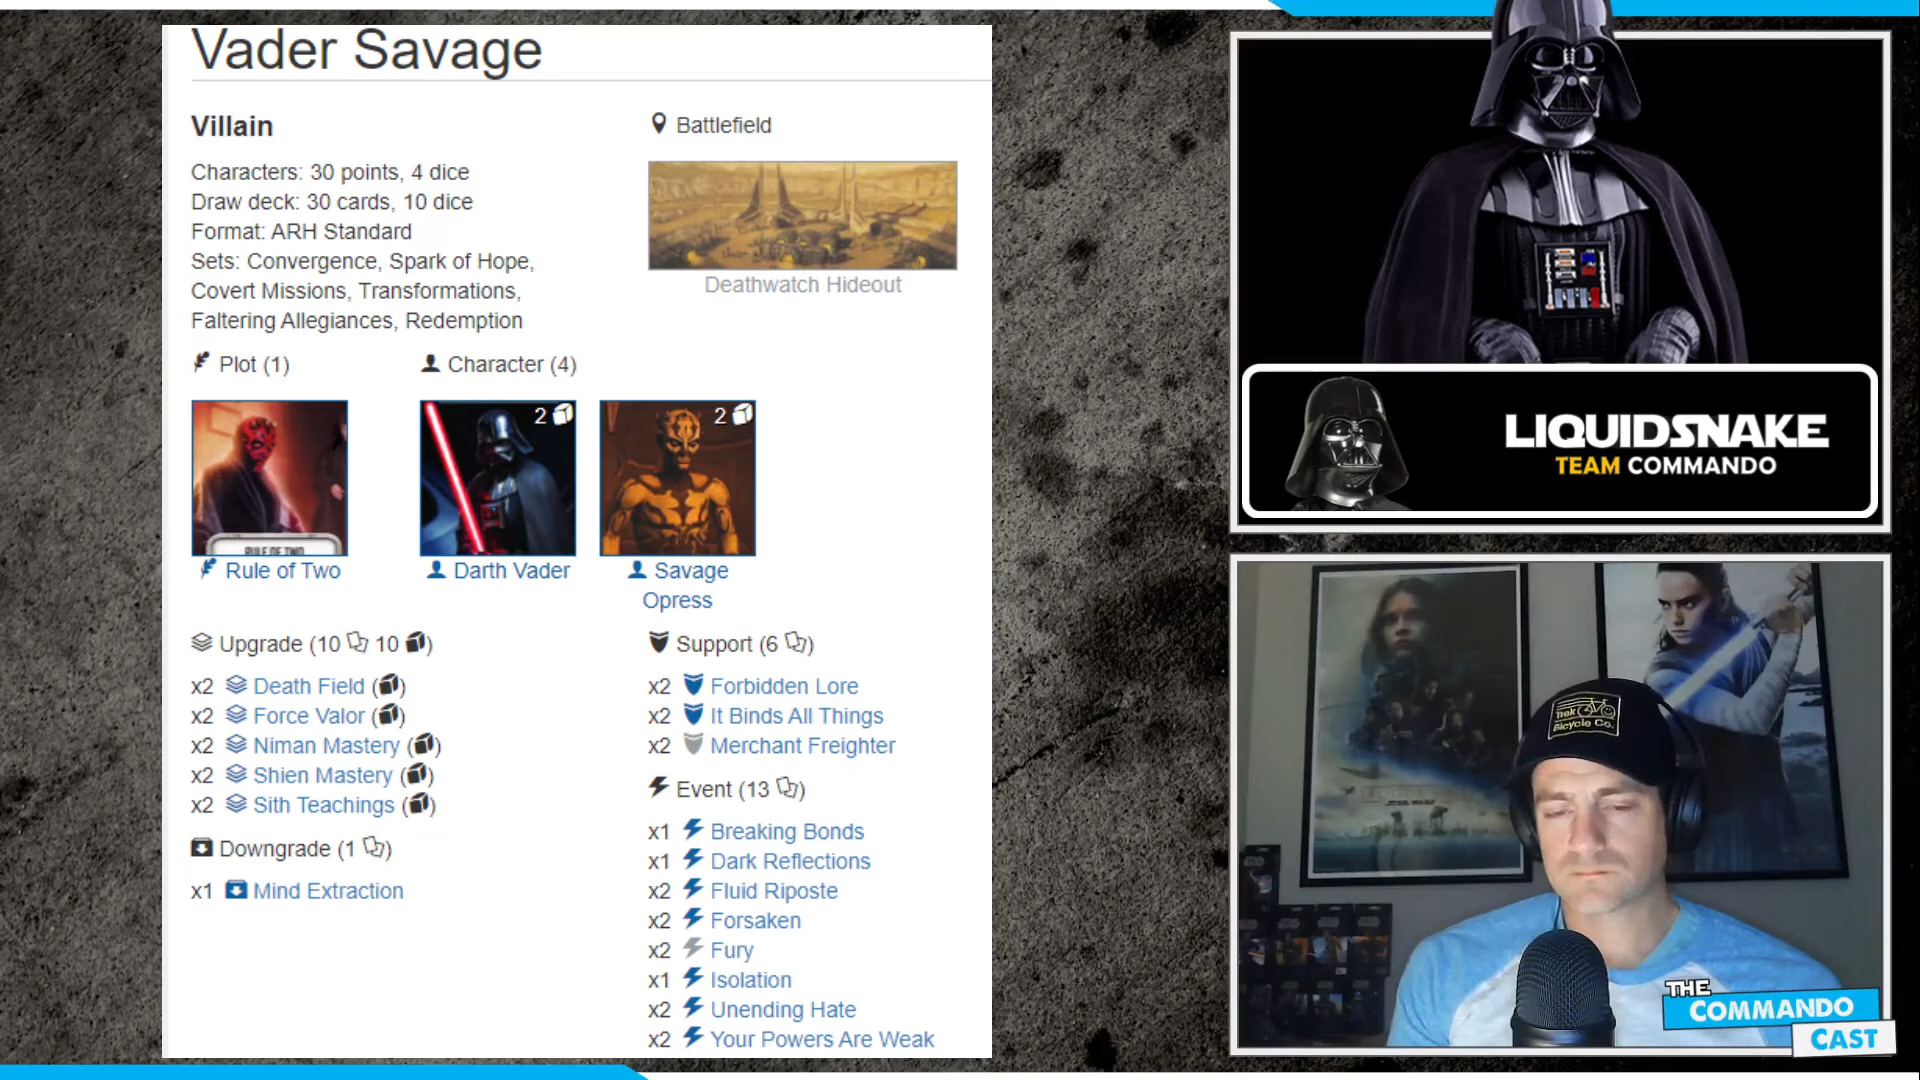 Vader Savage
Villain
Characters: 30 points, 4 dice
Draw deck: 30 cards, 10 dice
Format: ARH Standard
Sets: Convergence, Spark of Hope,
Covert Missions, Transformations,
Faltering Allegiances, Redemption
Battlefield
Deathwatch Hideout
Plot (1)
Character (4)
RULE OF TWO
2
2
Rule of Two
Darth Vader
Savage
Opress
Upgrade (10 10 )
x2 Death Field ( )
x2 Force Valor ( )
x2 Niman Mastery ( )
x2 Shien Mastery ( )
x2 Sith Teachings ( )
Downgrade (1 )
x1 Mind Extraction
Support (6 )
x2 Forbidden Lore
x2 It Binds All Things
x2 Merchant Freighter
Event (13 )
x1 Breaking Bonds
x1 Dark Reflections
x2 Fluid Riposte
x2 Forsaken
x2 Fury
x1 Isolation
x2 Unending Hate
x2 Your Powers Are Weak
LIQUIDSNAKE
TEAM COMMANDO
STAR WARS
Trek
Bicycle Co.
THE
COMMANDO
CAST